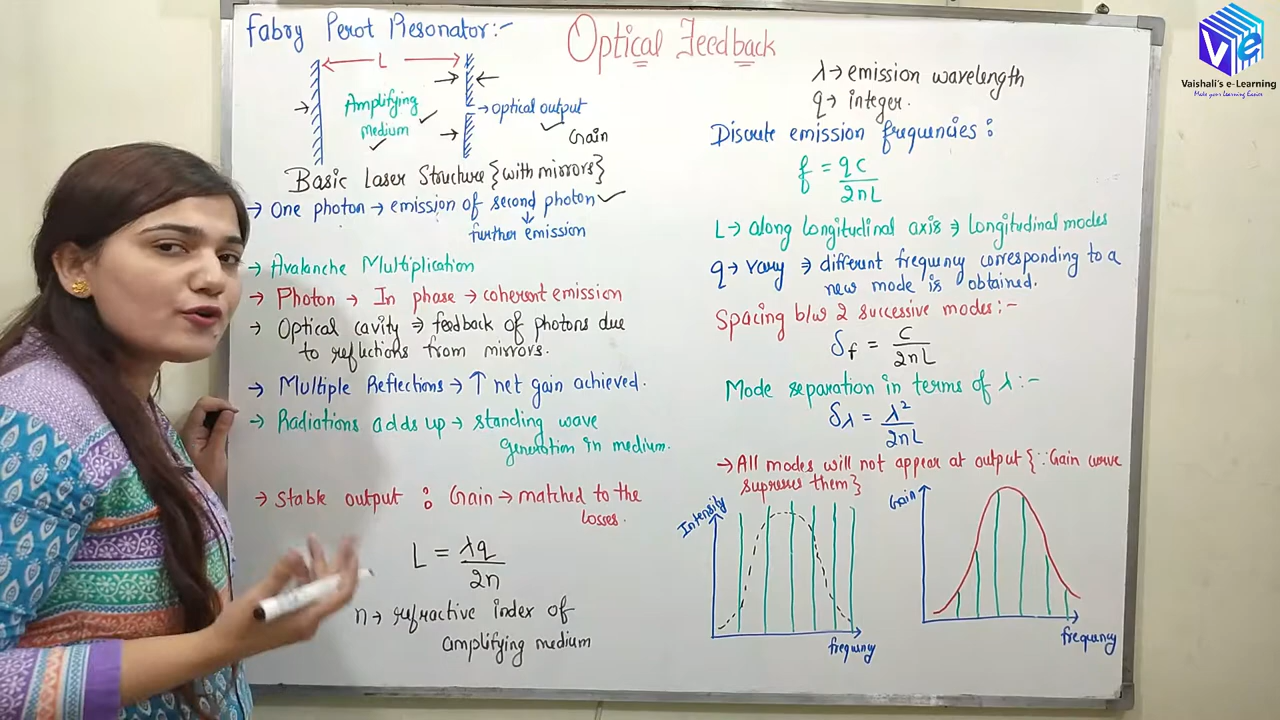 Optical Feedback
Fabry Perot Resonator:-
L
Amplifying
medium
→ optical output
Gain
Basic Laser Structure {with mirrors}
→ One photon → emission of second photon
further emission
→ Avalanche Multiplication
→ Photon → In phase → coherent emission
→ Optical cavity ⇒ feedback of photons due
to reflections from mirrors.
→ Multiple Reflections → ↑ net gain achieved.
→ Radiations adds up → standing wave
generation in medium.
→ Stable output : Gain → matched to the
losses.
L = λq/2n
n → refractive index of
amplifying medium
λ → emission wavelength
q → integer.
Discrete emission frequencies :
f = qc/2nL
L → along longitudinal axis ⇒ longitudinal modes
q → vary ⇒ different frequency corresponding to a
new mode is obtained.
Spacing b/w 2 successive modes:-
δf = c/2nL
Mode separation in terms of λ:-
δλ = λ²/2nL
→ All modes will not appear at output {∵ Gain curve
supresses them}
Intensity
frequency
Gain
frequency
Ve
Vaishali's e-Learning
Make your Learning Easier